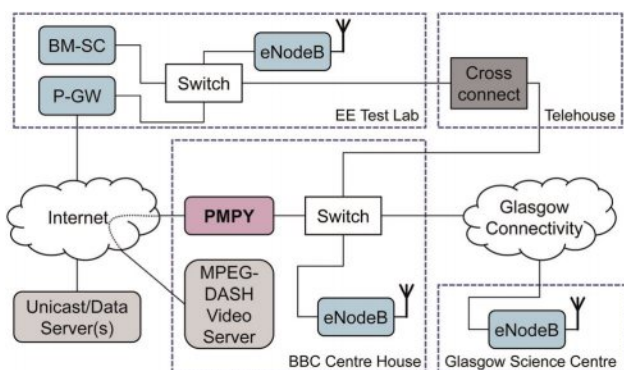 BM-SC
eNodeB
P-GW
Switch
EE Test Lab
Cross
connect
Telehouse
Internet
PMPY
Switch
Glasgow
Connectivity
Unicast/Data
Server(s)
MPEG-
DASH
Video
Server
eNodeB
BBC Centre House
eNodeB
Glasgow Science Centre